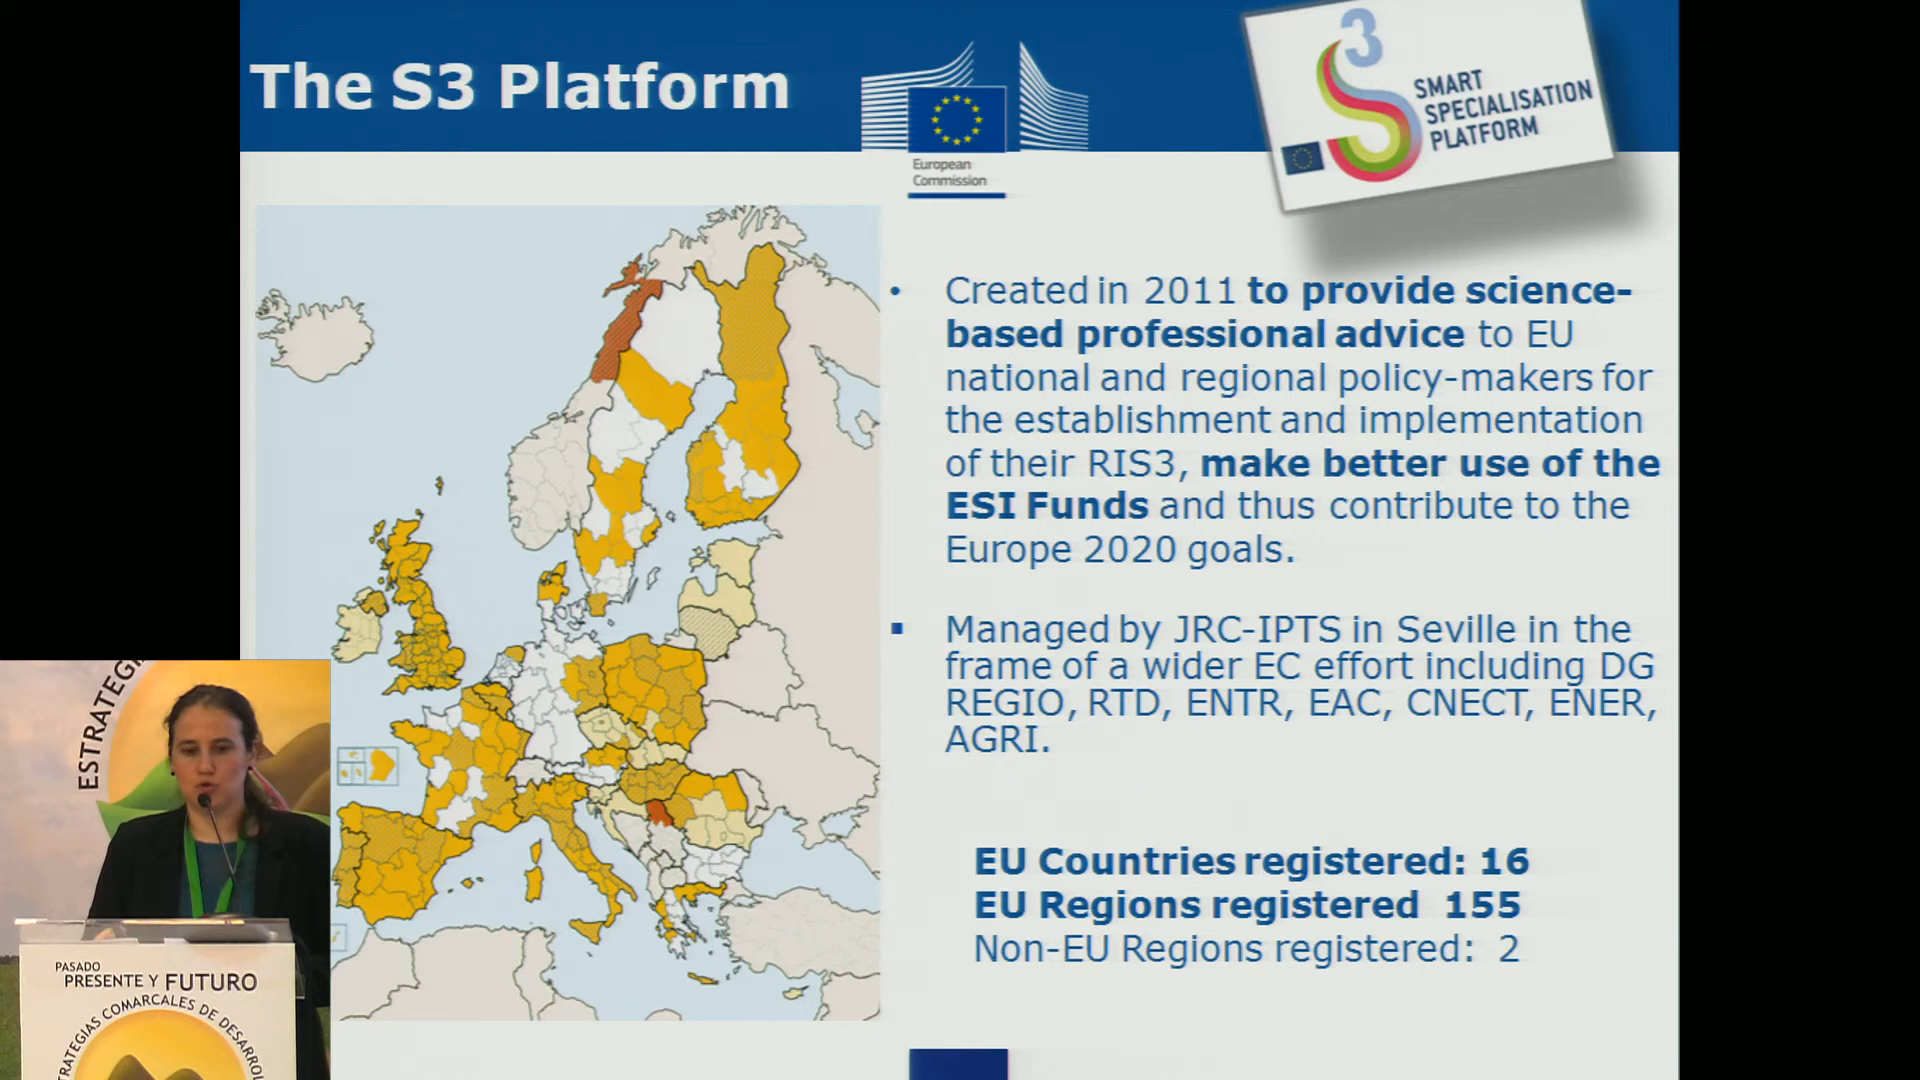 The S3 Platform
European
Commission
3
SMART
SPECIALISATION
PLATFORM
• Created in 2011 to provide science-
based professional advice to EU
national and regional policy-makers for
the establishment and implementation
of their RIS3, make better use of the
ESI Funds and thus contribute to the
Europe 2020 goals.
▪ Managed by JRC-IPTS in Seville in the
frame of a wider EC effort including DG
REGIO, RTD, ENTR, EAC, CNECT, ENER,
AGRI.
EU Countries registered: 16
EU Regions registered 155
Non-EU Regions registered: 2
PASADO
PRESENTE Y FUTURO
COMARCALES DE